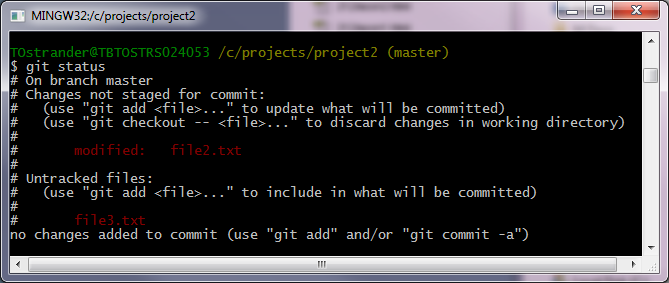 MINGW32:/c/projects/project2
TOstrander@TBTOSTRS024053 /c/projects/project2 (master)
$ git status
# On branch master
# Changes not staged for commit:
#   (use "git add <file>..." to update what will be committed)
#   (use "git checkout -- <file>..." to discard changes in working directory)
#
#       modified:   file2.txt
#
# Untracked files:
#   (use "git add <file>..." to include in what will be committed)
#
#       file3.txt
no changes added to commit (use "git add" and/or "git commit -a")